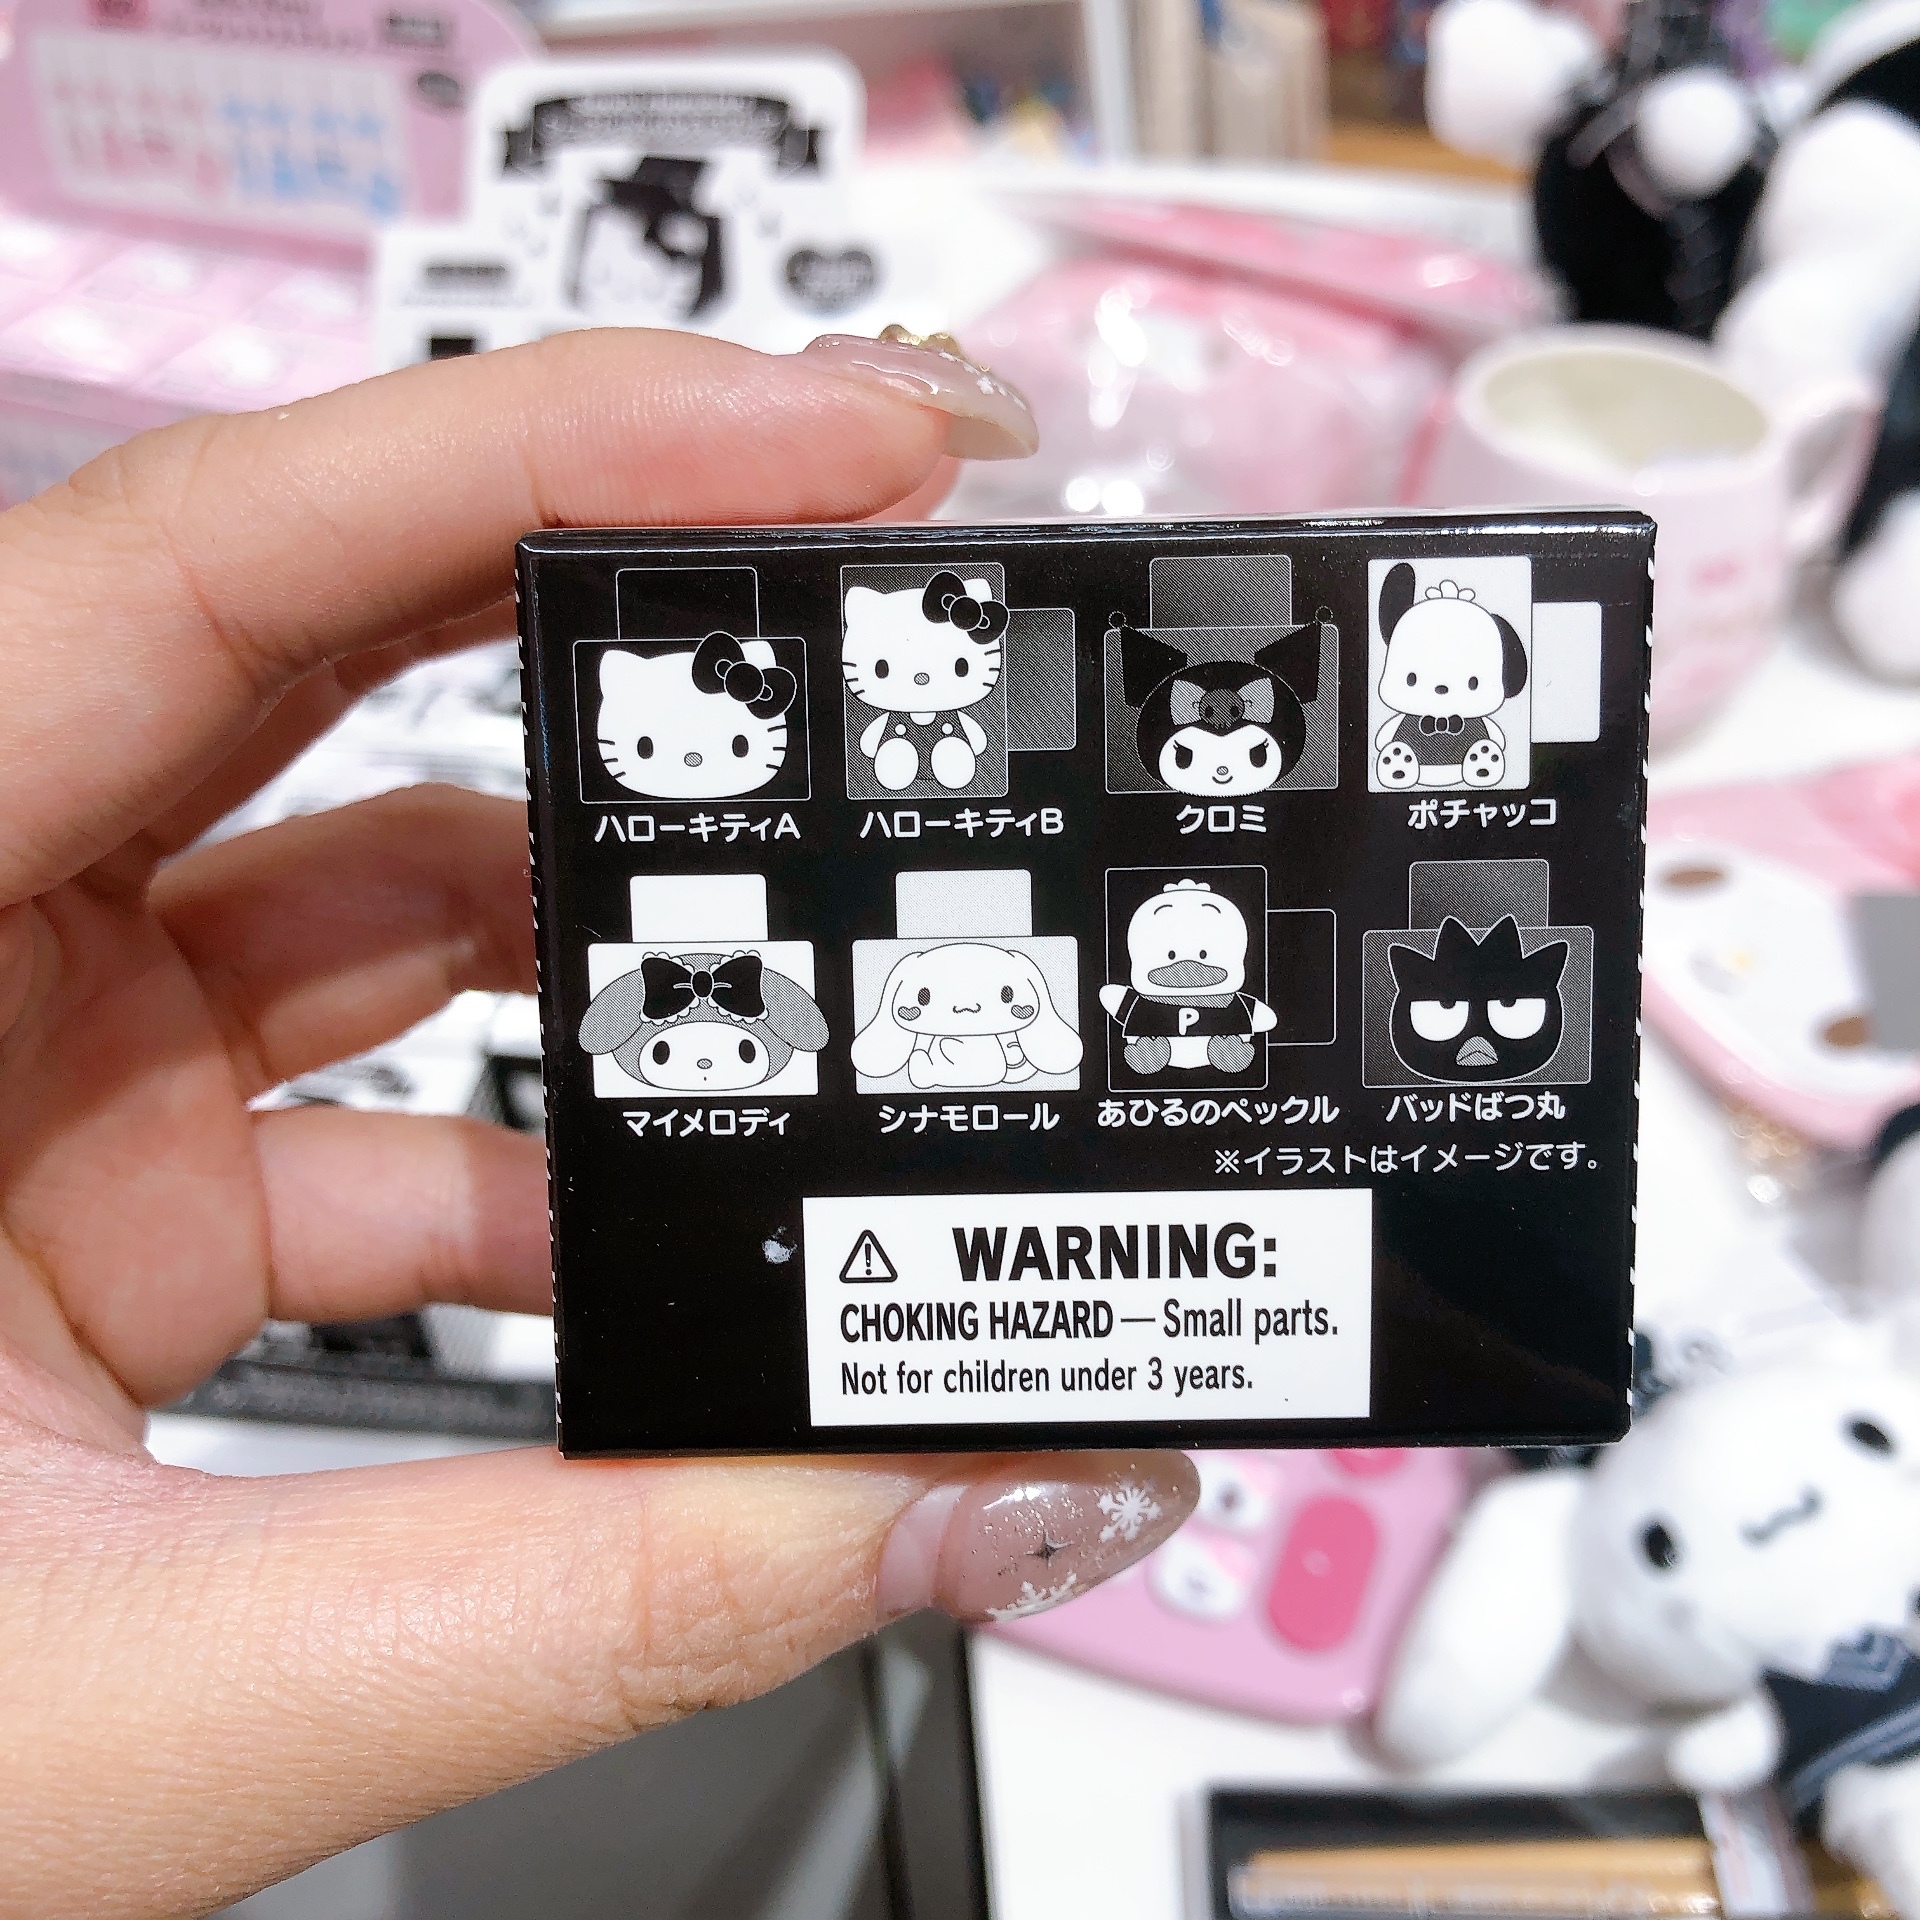 ハローキティA
ハローキティB
クロミ
ポチャッコ
P
マイメロディ
シナモロール
あひるのペックル
バッドばつ丸
※イラストはイメージです。
WARNING:
CHOKING HAZARD — Small parts.
Not for children under 3 years.